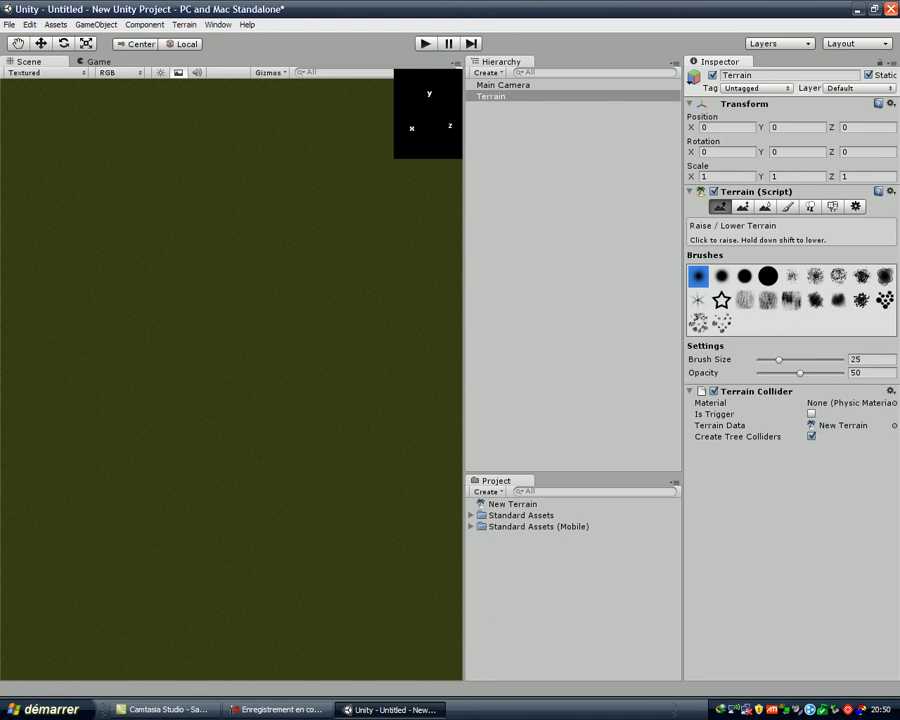 Unity - Untitled - New Unity Project - PC and Mac Standalone*
File Edit Assets GameObject Component Terrain Window Help
Center Local Layers Layout
Scene Game
Textured RGB Gizmos All
y
x z
Hierarchy
Create All
Main Camera
Terrain
Project
Create All
New Terrain
Standard Assets
Standard Assets (Mobile)
Inspector
Terrain Static
Tag Untagged Layer Default
Transform
Position
X 0 Y 0 Z 0
Rotation
X 0 Y 0 Z 0
Scale
X 1 Y 1 Z 1
Terrain (Script)
Raise / Lower Terrain
Click to raise. Hold down shift to lower.
Brushes
Settings
Brush Size 25
Opacity 50
Terrain Collider
Material None (Physic Materia
Is Trigger
Terrain Data New Terrain
Create Tree Colliders
démarrer Camtasia Studio - Sa... Enregistrement en co... Unity - Untitled - New... 20:50